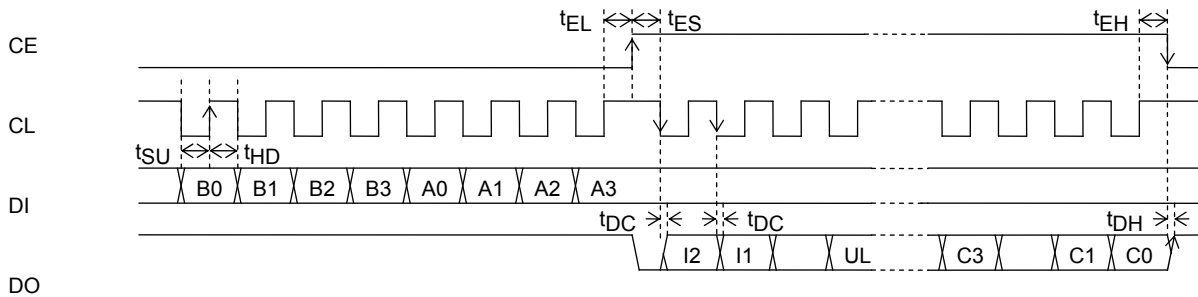 tEL tES tEH
CE
CL
tSU tHD
B0 B1 B2 B3 A0 A1 A2 A3
DI
tDC tDC tDH
I2 I1 UL C3 C1 C0
DO